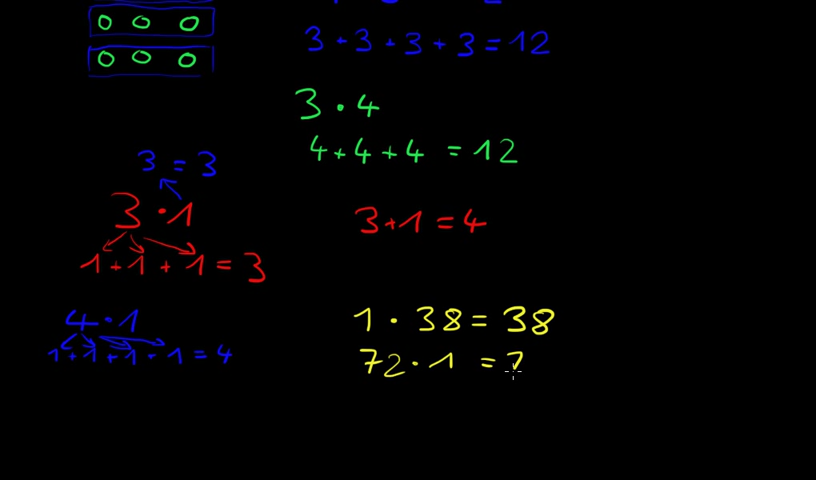 3 + 3 + 3 + 3 = 12
3 · 4
4 + 4 + 4 = 12
3 = 3
3 · 1
1 + 1 + 1 = 3
3 + 1 = 4
4 · 1
1 + 1 + 1 + 1 = 4
1 · 38 = 38
72 · 1 = 7